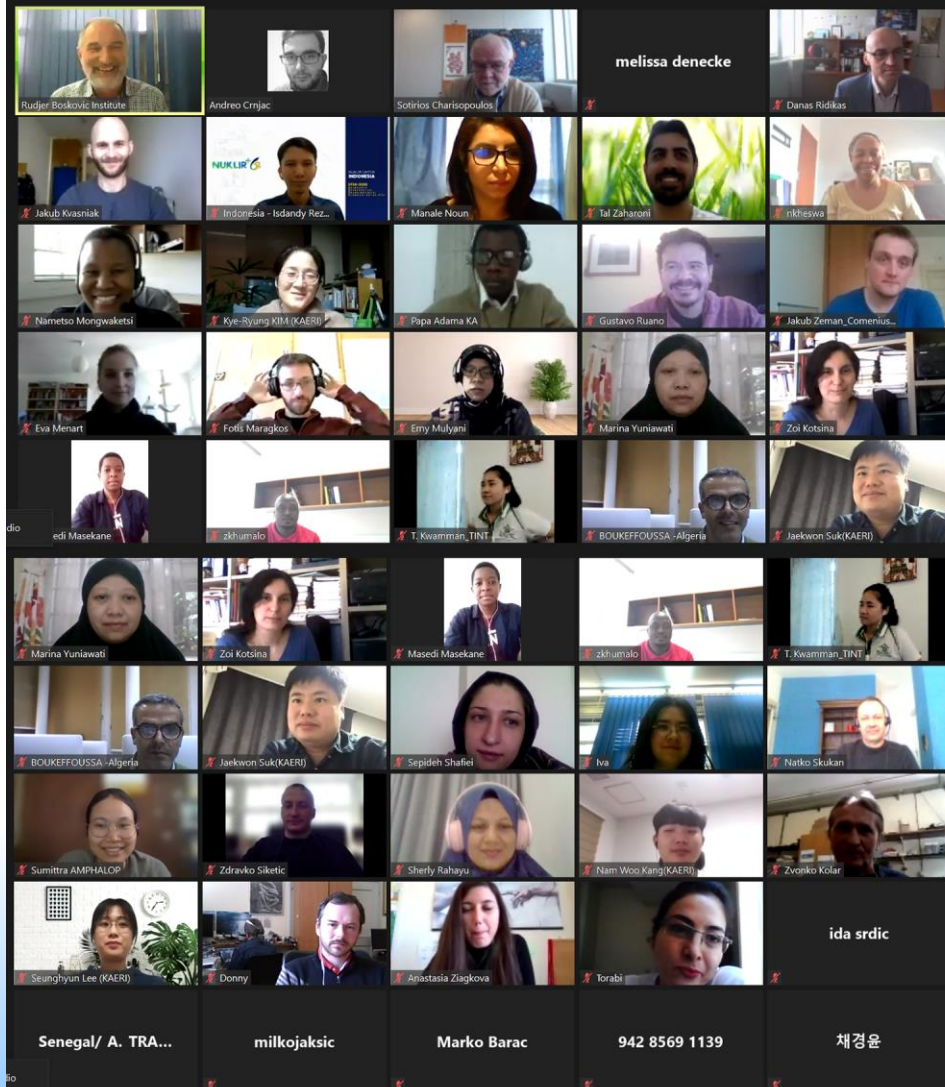 Rudjer Boskovic Institute
Andreo Crnjac
Sotirios Charisopoulos
melissa denecke
Danas Ridikas
Jakub Kvasniak
NUKLIR
INDONESIA
Indonesia - Isdandy Rez...
Manale Noun
Tal Zaharoni
nkheswa
Nametso Mongwaketsi
Kye-Ryung KIM (KAERI)
Papa Adama KA
Gustavo Ruano
Jakub Zeman_Comenius...
Eva Menart
Fotis Maragkos
Emy Mulyani
Marina Yuniawati
Zoi Kotsina
dio
edi Masekane
zkhumalo
T. Kwamman_TINT
BOUKEFFOUSSA -Algeria
Jaekwon Suk(KAERI)
Marina Yuniawati
Zoi Kotsina
Masedi Masekane
zkhumalo
T. Kwamman_TINT
BOUKEFFOUSSA -Algeria
Jaekwon Suk(KAERI)
Sepideh Shafiei
Iva
Natko Skukan
Sumittra AMPHALOP
Zdravko Siketic
Sherly Rahayu
Nam Woo Kang(KAERI)
Zvonko Kolar
Seunghyun Lee (KAERI)
Donny
Anastasia Ziagkova
Torabi
ida srdic
Senegal/ A. TRA...
milkojaksic
Marko Barac
942 8569 1139
채경윤
dio